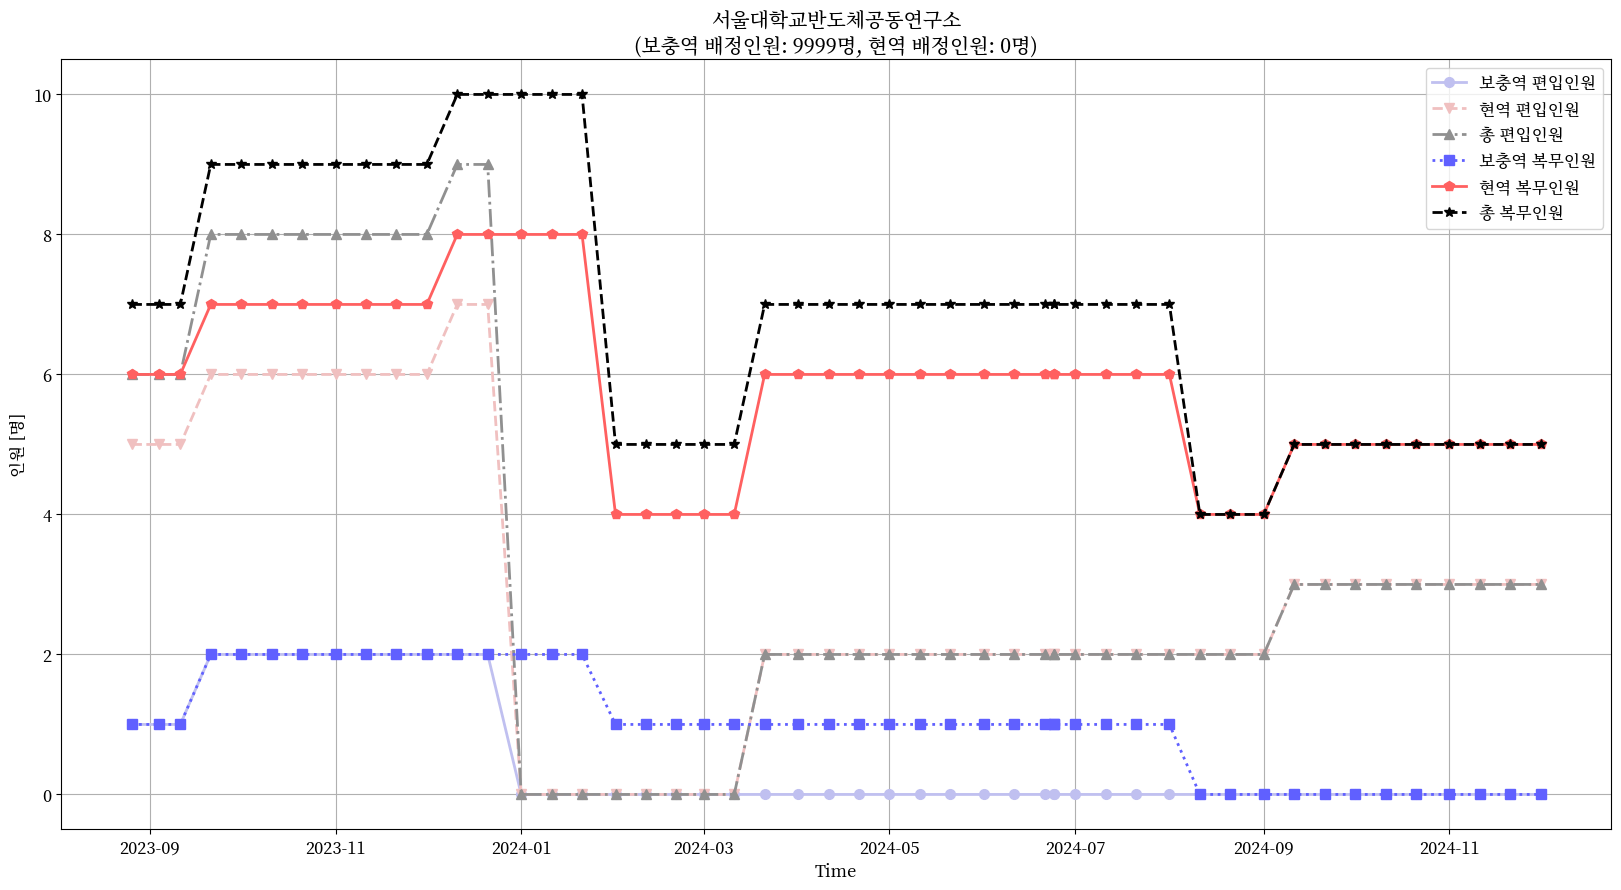 서울대학교반도체공동연구소
(보충역 배정인원: 9999명, 현역 배정인원: 0명)
보충역 편입인원
현역 편입인원
총 편입인원
보충역 복무인원
현역 복무인원
총 복무인원
인원 [명]
10
8
6
4
2
0
2023-09
2023-11
2024-01
2024-03
2024-05
2024-07
2024-09
2024-11
Time